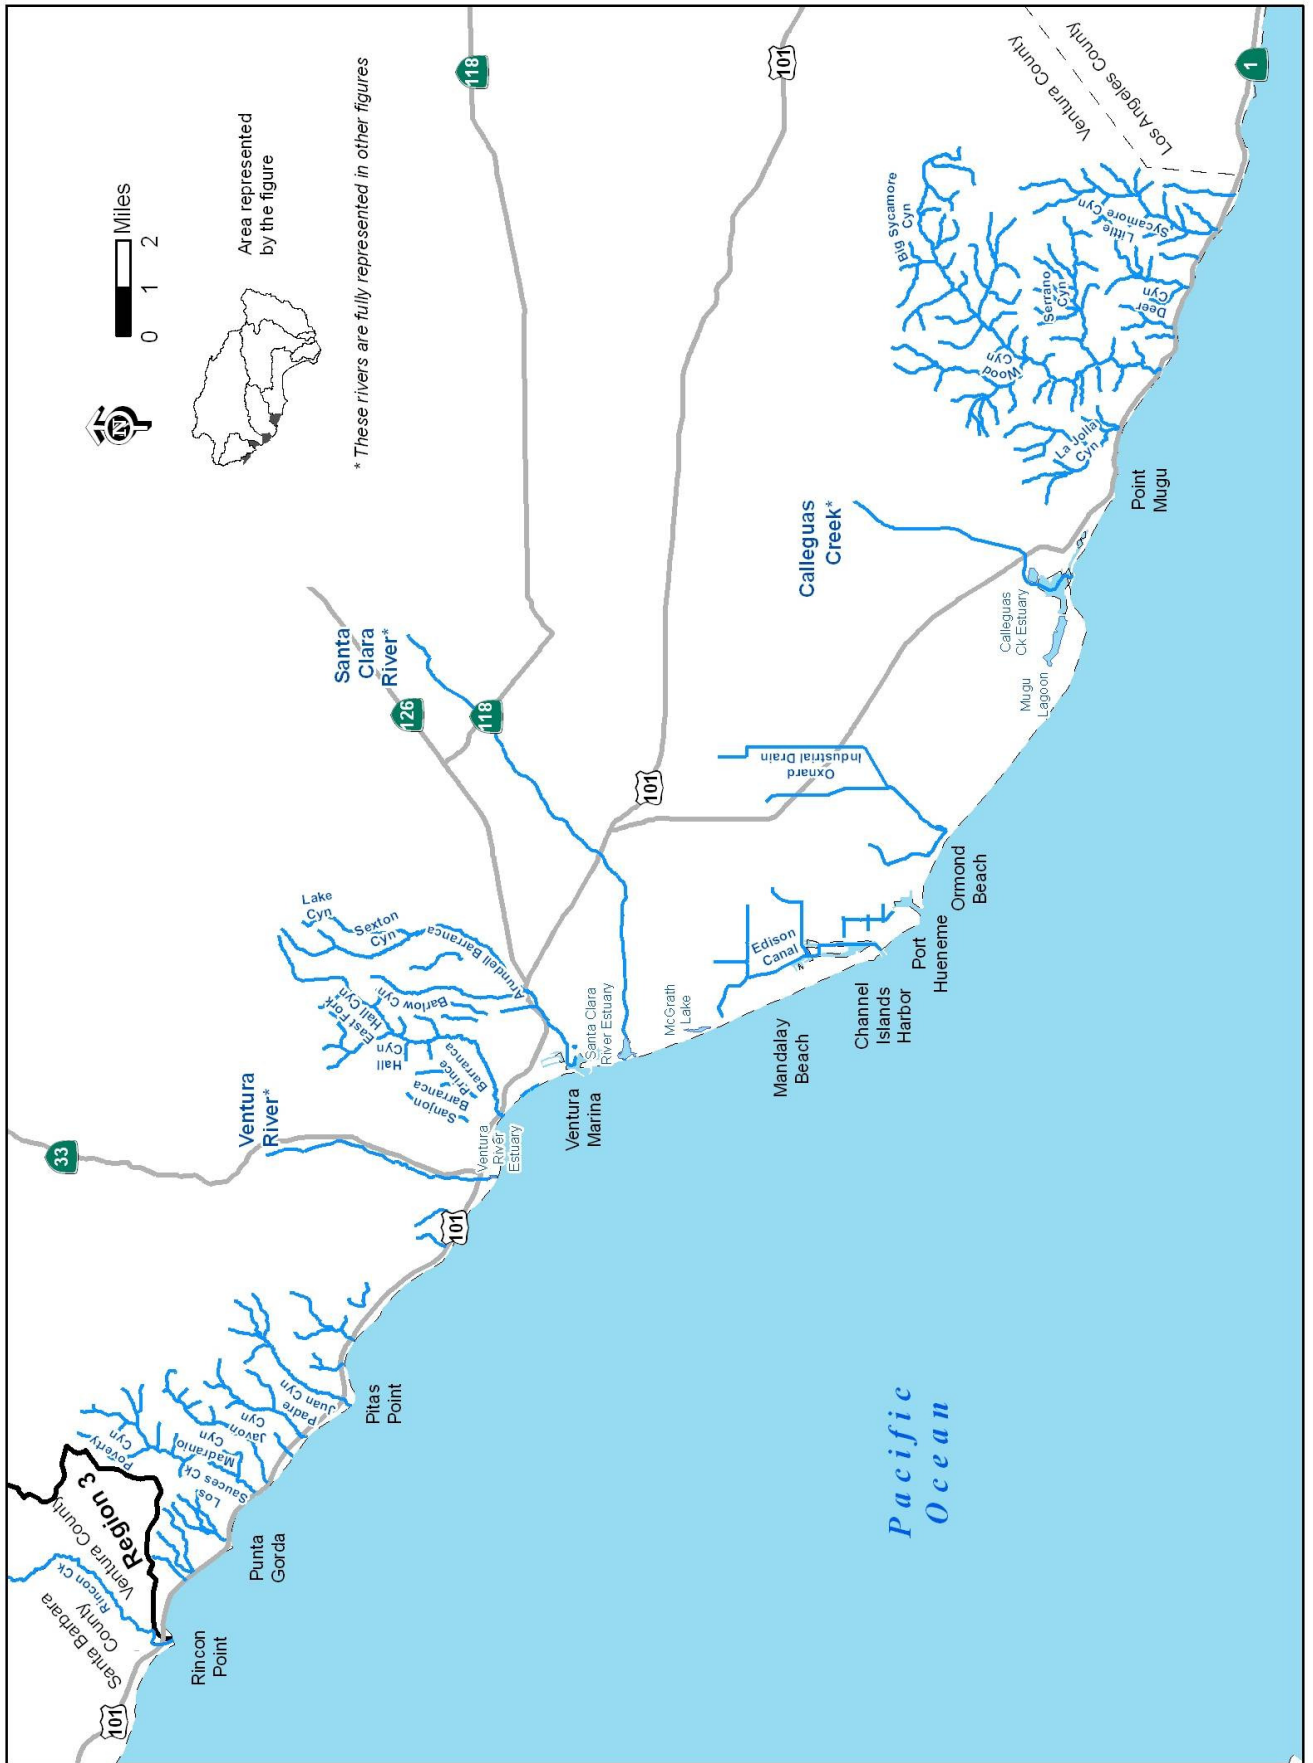 Santa Barbara
County
Ventura County
Region 3
Rincon Ck
101
Rincon
Point
Punta
Gorda
Los
Sauces Ck
Poverty
Cyn
Madranio
Cyn
Javon
Cyn
Padre
Juan Cyn
Pitas
Point
101
33
Ventura
River*
Ventura
River
Estuary
Sanjon
Barranca
Prince
Barranca
Hall
Cyn
East Fork
Hall Cyn
Barlow Cyn
Lake
Cyn
Sexton
Cyn
Arundell Barranca
Ventura
Marina
Santa Clara
River Estuary
Santa
Clara
River*
126
118
118
101
101
McGrath
Lake
Mandalay
Beach
Edison
Canal
Channel
Islands
Harbor
Port
Hueneme
Ormond
Beach
Oxnard
Industrial Drain
Calleguas
Creek*
Calleguas
Ck Estuary
Mugu
Lagoon
Point
Mugu
La Jolla
Cyn
Wood
Cyn
Big Sycamore
Cyn
Serrano
Cyn
Deer
Cyn
Little
Sycamore Cyn
Ventura County
Los Angeles County
1
Pacific
Ocean
N
0 1 2
Miles
Area represented
by the figure
* These rivers are fully represented in other figures